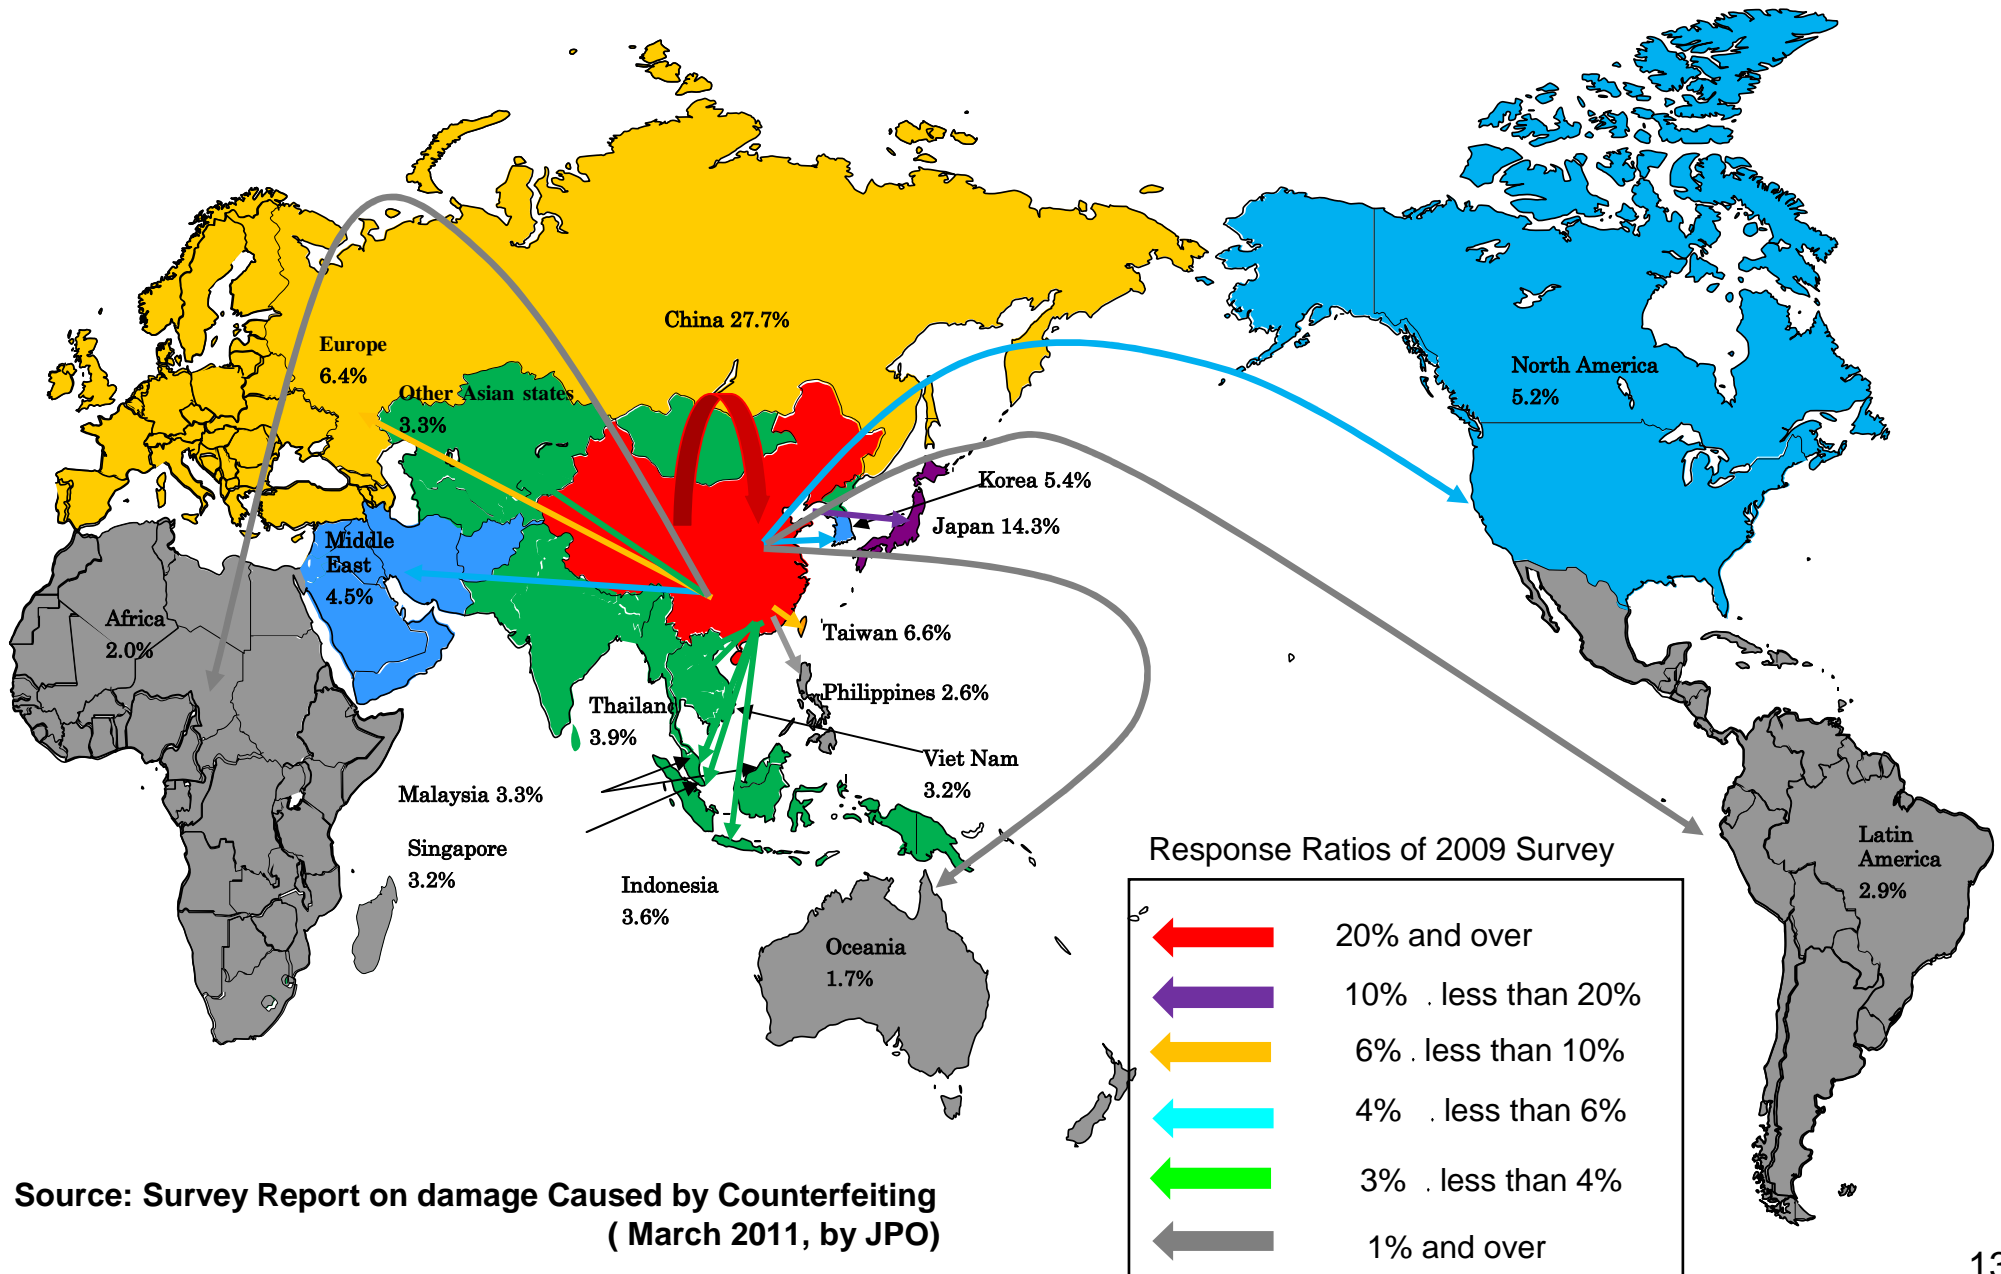 China 27.7%
Europe
6.4%
Other Asian states
3.3%
North America
5.2%
Korea 5.4%
Japan 14.3%
Middle
East
4.5%
Africa
2.0%
Taiwan 6.6%
Philippines 2.6%
Thailand
3.9%
Viet Nam
3.2%
Malaysia 3.3%
Singapore
3.2%
Indonesia
3.6%
Oceania
1.7%
Latin
America
2.9%
Response Ratios of 2009 Survey
20% and over
10% . less than 20%
6% . less than 10%
4% . less than 6%
3% . less than 4%
1% and over
Source: Survey Report on damage Caused by Counterfeiting
( March 2011, by JPO)